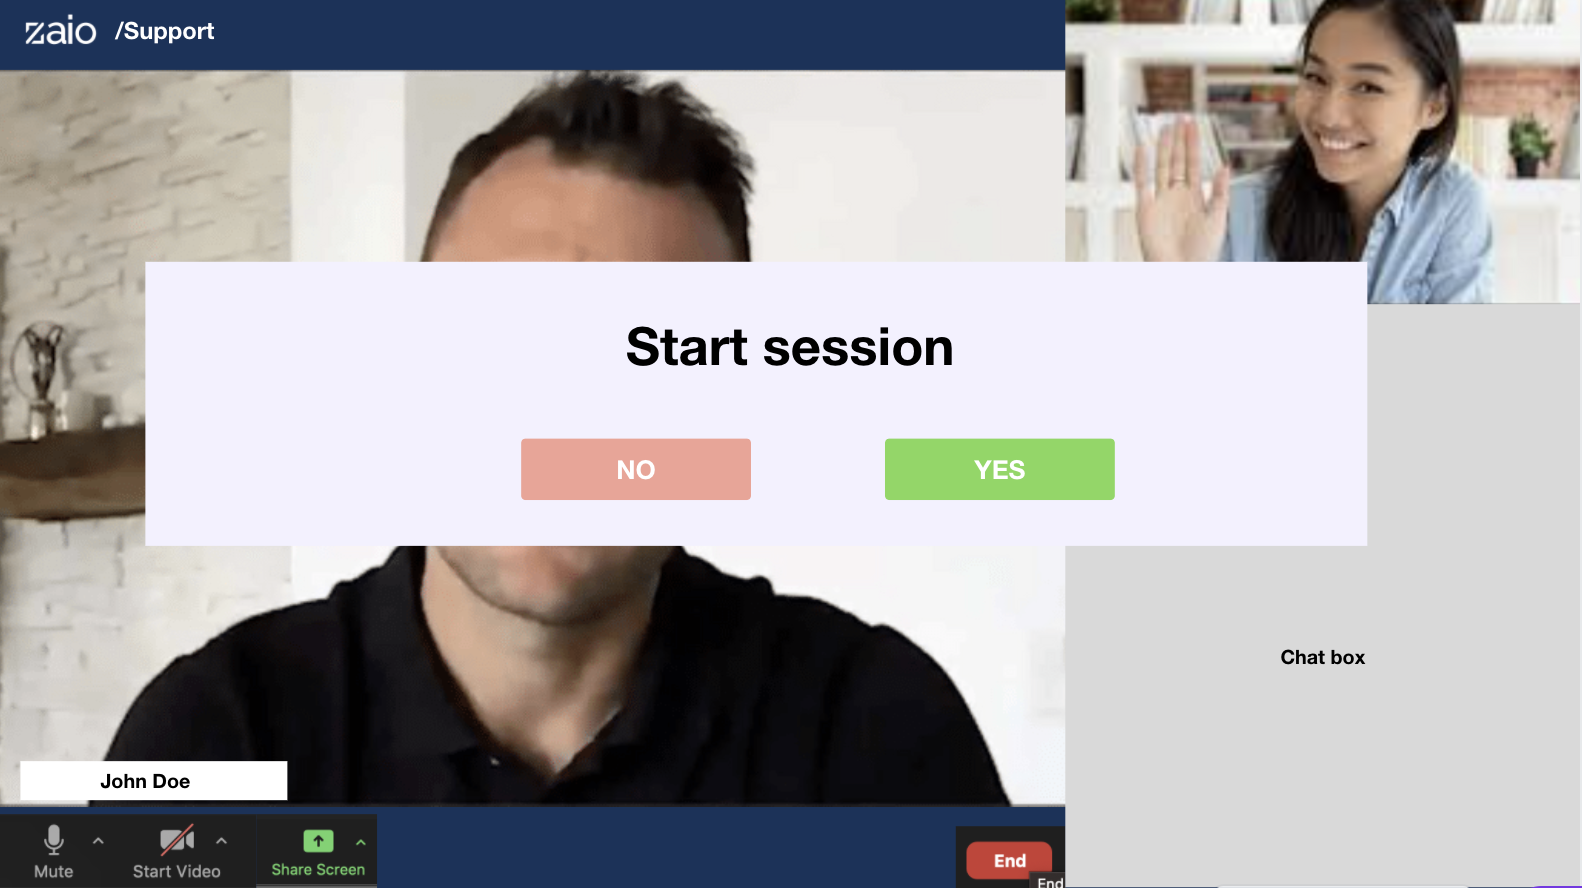 zaio /Support
Start session
NO YES
Chat box
John Doe
Mute
Start Video
Share Screen
End
End